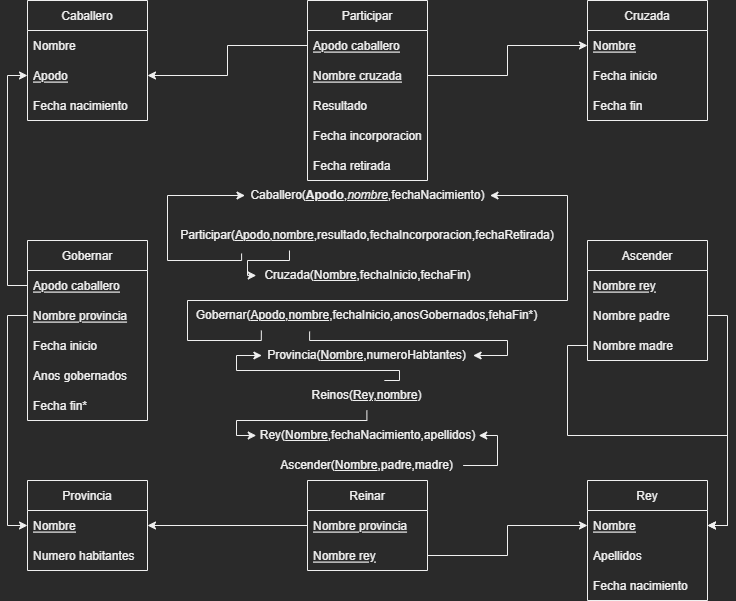 Caballero
Nombre
Apodo
Fecha nacimiento
Participar
Apodo caballero
Nombre cruzada
Resultado
Fecha incorporacion
Fecha retirada
Cruzada
Nombre
Fecha inicio
Fecha fin
Caballero(Apodo,nombre,fechaNacimiento)
Participar(Apodo,nombre,resultado,fechaIncorporacion,fechaRetirada)
Cruzada(Nombre,fechaInicio,fechaFin)
Gobernar(Apodo,nombre,fechaInicio,anosGobernados,fehaFin*)
Provincia(Nombre,numeroHabtantes)
Reinos(Rey,nombre)
Rey(Nombre,fechaNacimiento,apellidos)
Ascender(Nombre,padre,madre)
Gobernar
Apodo caballero
Nombre provincia
Fecha inicio
Anos gobernados
Fecha fin*
Ascender
Nombre rey
Nombre padre
Nombre madre
Provincia
Nombre
Numero habitantes
Reinar
Nombre provincia
Nombre rey
Rey
Nombre
Apellidos
Fecha nacimiento